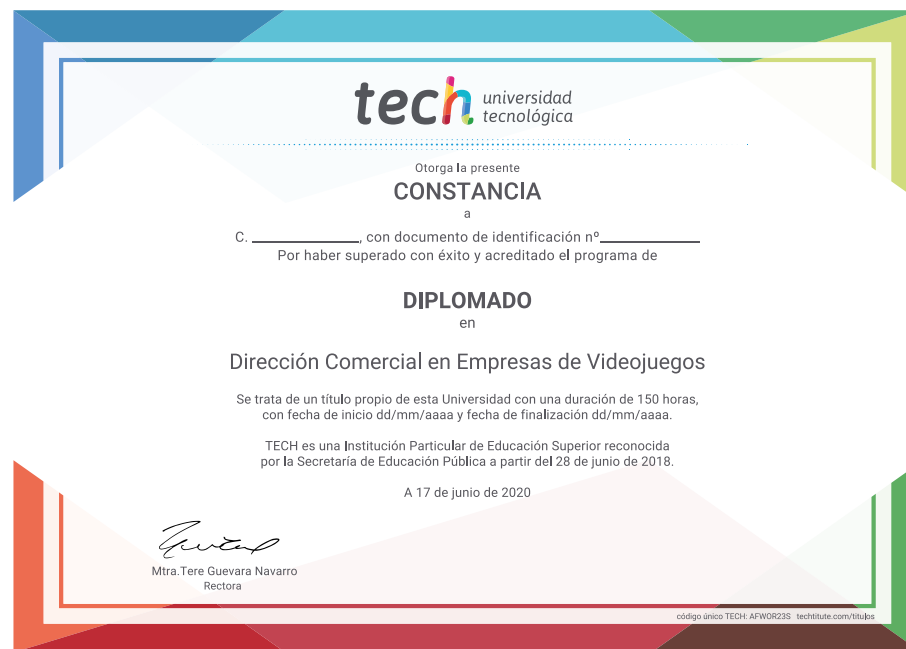 tech universidad
tecnológica
Otorga la presente
CONSTANCIA
a
C. ____________, con documento de identificación nº____________
Por haber superado con éxito y acreditado el programa de
DIPLOMADO
en
Dirección Comercial en Empresas de Videojuegos
Se trata de un título propio de esta Universidad con una duración de 150 horas,
con fecha de inicio dd/mm/aaaa y fecha de finalización dd/mm/aaaa.
TECH es una Institución Particular de Educación Superior reconocida
por la Secretaría de Educación Pública a partir del 28 de junio de 2018.
A 17 de junio de 2020
Mtra.Tere Guevara Navarro
Rectora
código único TECH: AFWOR23S techtitute.com/titulos